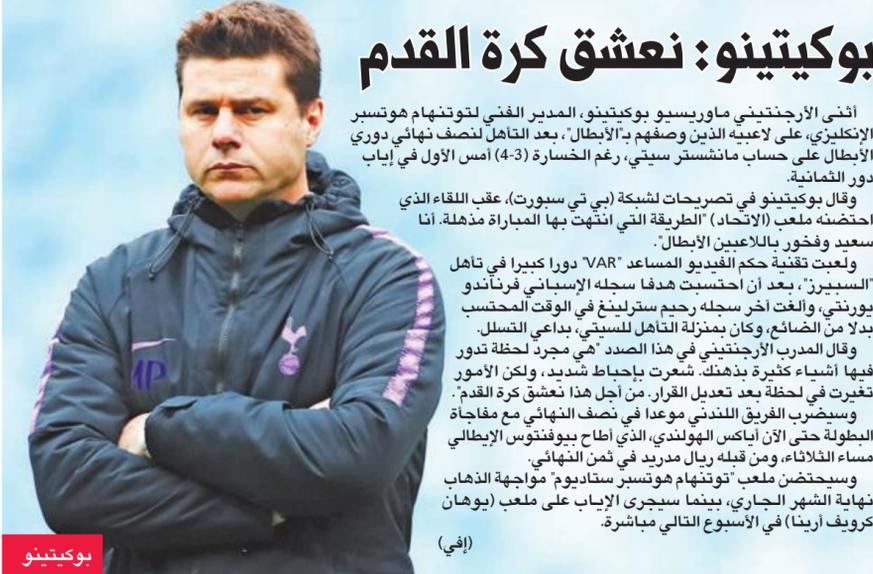 بوكيتينو: نعشق كرة القدم
أثنى الأرجنتيني ماوريسيو بوكيتينو، المدير الفني لتوتنهام هوتسبر
الإنكليزي، على لاعبيه الذين وصفهم بـ"الأبطال"، بعد التأهل لنصف نهائي دوري
الأبطال على حساب مانشستر سيتي، رغم الخسارة (3-4) أمس الأول في إياب
دور الثمانية.
وقال بوكيتينو في تصريحات لشبكة (بي تي سبورت)، عقب اللقاء الذي
احتضنه ملعب (الاتحاد) "الطريقة التي انتهت بها المباراة مذهلة. أنا
سعيد وفخور باللاعبين الأبطال".
ولعبت تقنية حكم الفيديو المساعد "VAR" دورا كبيرا في تأهل
"السبيرز"، بعد أن احتسبت هدفا سجله الإسباني فرناندو
يورنتي، وألغت آخر سجله رحيم سترلينغ في الوقت المحتسب
بدلا من الضائع، وكان بمنزلة التأهل للسيتي، بداعي التسلل.
وقال المدرب الأرجنتيني في هذا الصدد "هي مجرد لحظة تدور
فيها أشياء كثيرة بذهنك. شعرت بإحباط شديد، ولكن الأمور
تغيرت في لحظة بعد تعديل القرار. من أجل هذا نعشق كرة القدم".
وسيضرب الفريق اللندني موعدا في نصف النهائي مع مفاجأة
البطولة حتى الآن أياكس الهولندي، الذي أطاح بيوفنتوس الإيطالي
مساء الثلاثاء، ومن قبله ريال مدريد في ثمن النهائي.
وسيحتضن ملعب "توتنهام هوتسبر ستاديوم" مواجهة الذهاب
نهاية الشهر الجاري، بينما سيجرى الإياب على ملعب (يوهان
كرويف أرينا) في الأسبوع التالي مباشرة.
(إفي)
MP
بوكيتينو